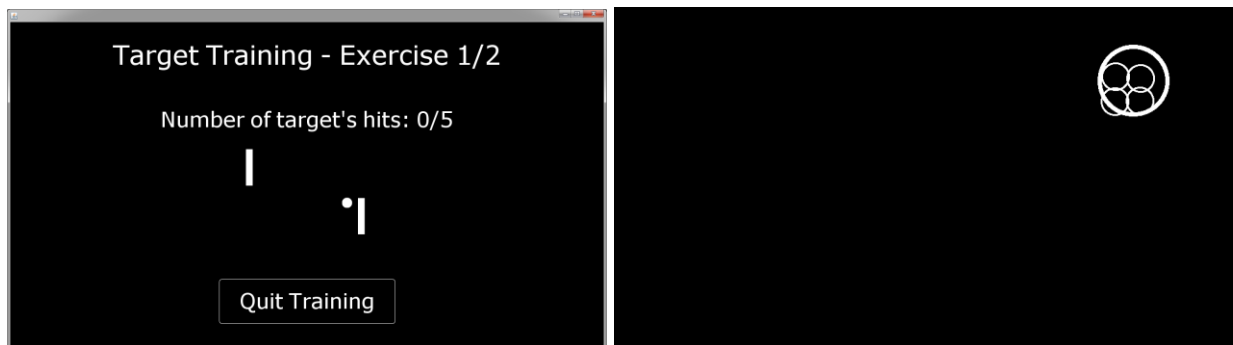 Target Training - Exercise 1/2
Number of target's hits: 0/5
Quit Training